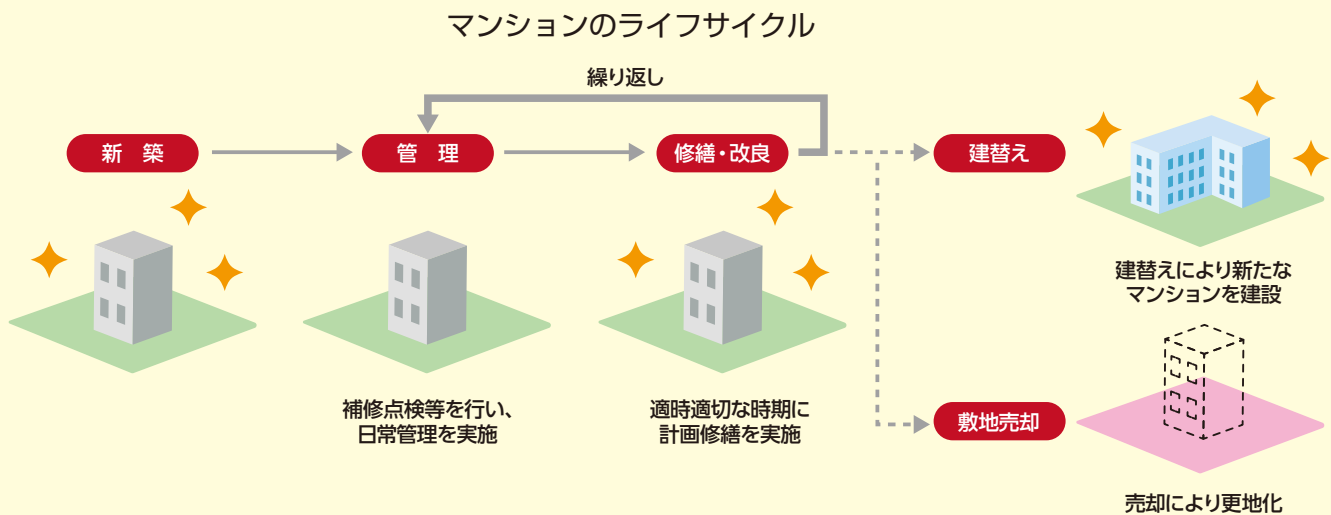 マンションのライフサイクル
繰り返し
新　築
管　理
修繕・改良
建替え
建替えにより新たな
マンションを建設
補修点検等を行い、
日常管理を実施
適時適切な時期に
計画修繕を実施
敷地売却
売却により更地化